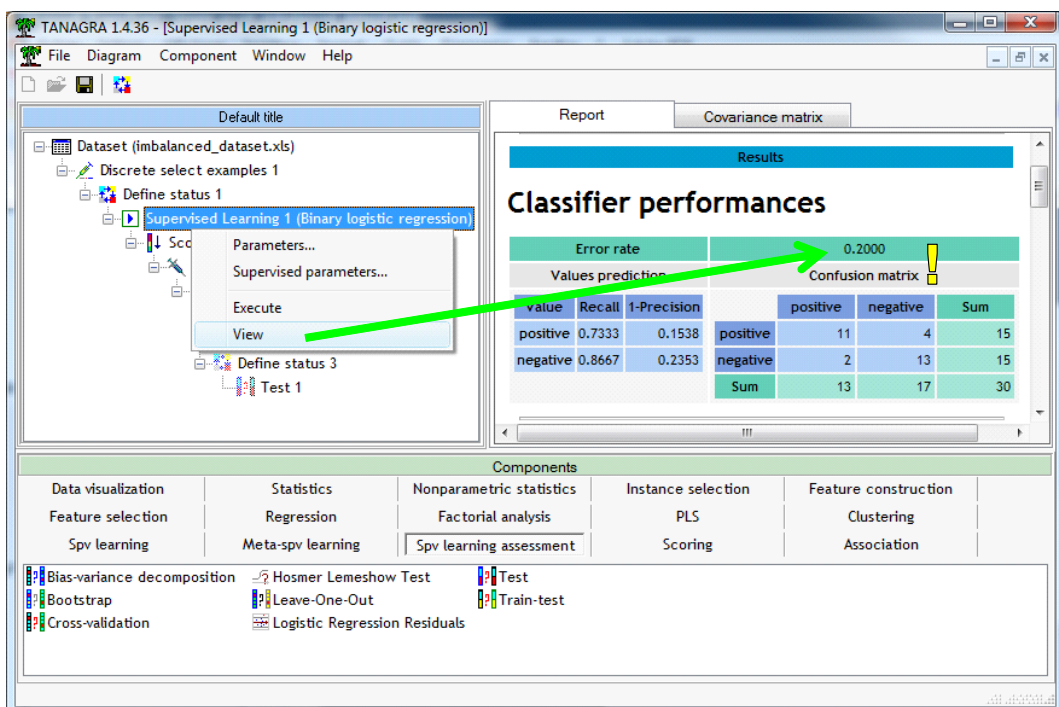 TANAGRA 1.4.36 - [Supervised Learning 1 (Binary logistic regression)]
File Diagram Component Window Help
Default title
Dataset (imbalanced_dataset.xls)
Discrete select examples 1
Define status 1
Supervised Learning 1 (Binary logistic regression)
Sco
Parameters...
Supervised parameters...
Execute
View
Define status 3
Test 1
Report Covariance matrix
Results
Classifier performances
Error rate 0.2000
Values prediction Confusion matrix
Value Recall 1-Precision positive negative Sum
positive 0.7333 0.1538 positive 11 4 15
negative 0.8667 0.2353 negative 2 13 15
Sum 13 17 30
Components
Data visualization Statistics Nonparametric statistics Instance selection Feature construction
Feature selection Regression Factorial analysis PLS Clustering
Spv learning Meta-spv learning Spv learning assessment Scoring Association
Bias-variance decomposition Hosmer Lemeshow Test Test
Bootstrap Leave-One-Out Train-test
Cross-validation Logistic Regression Residuals